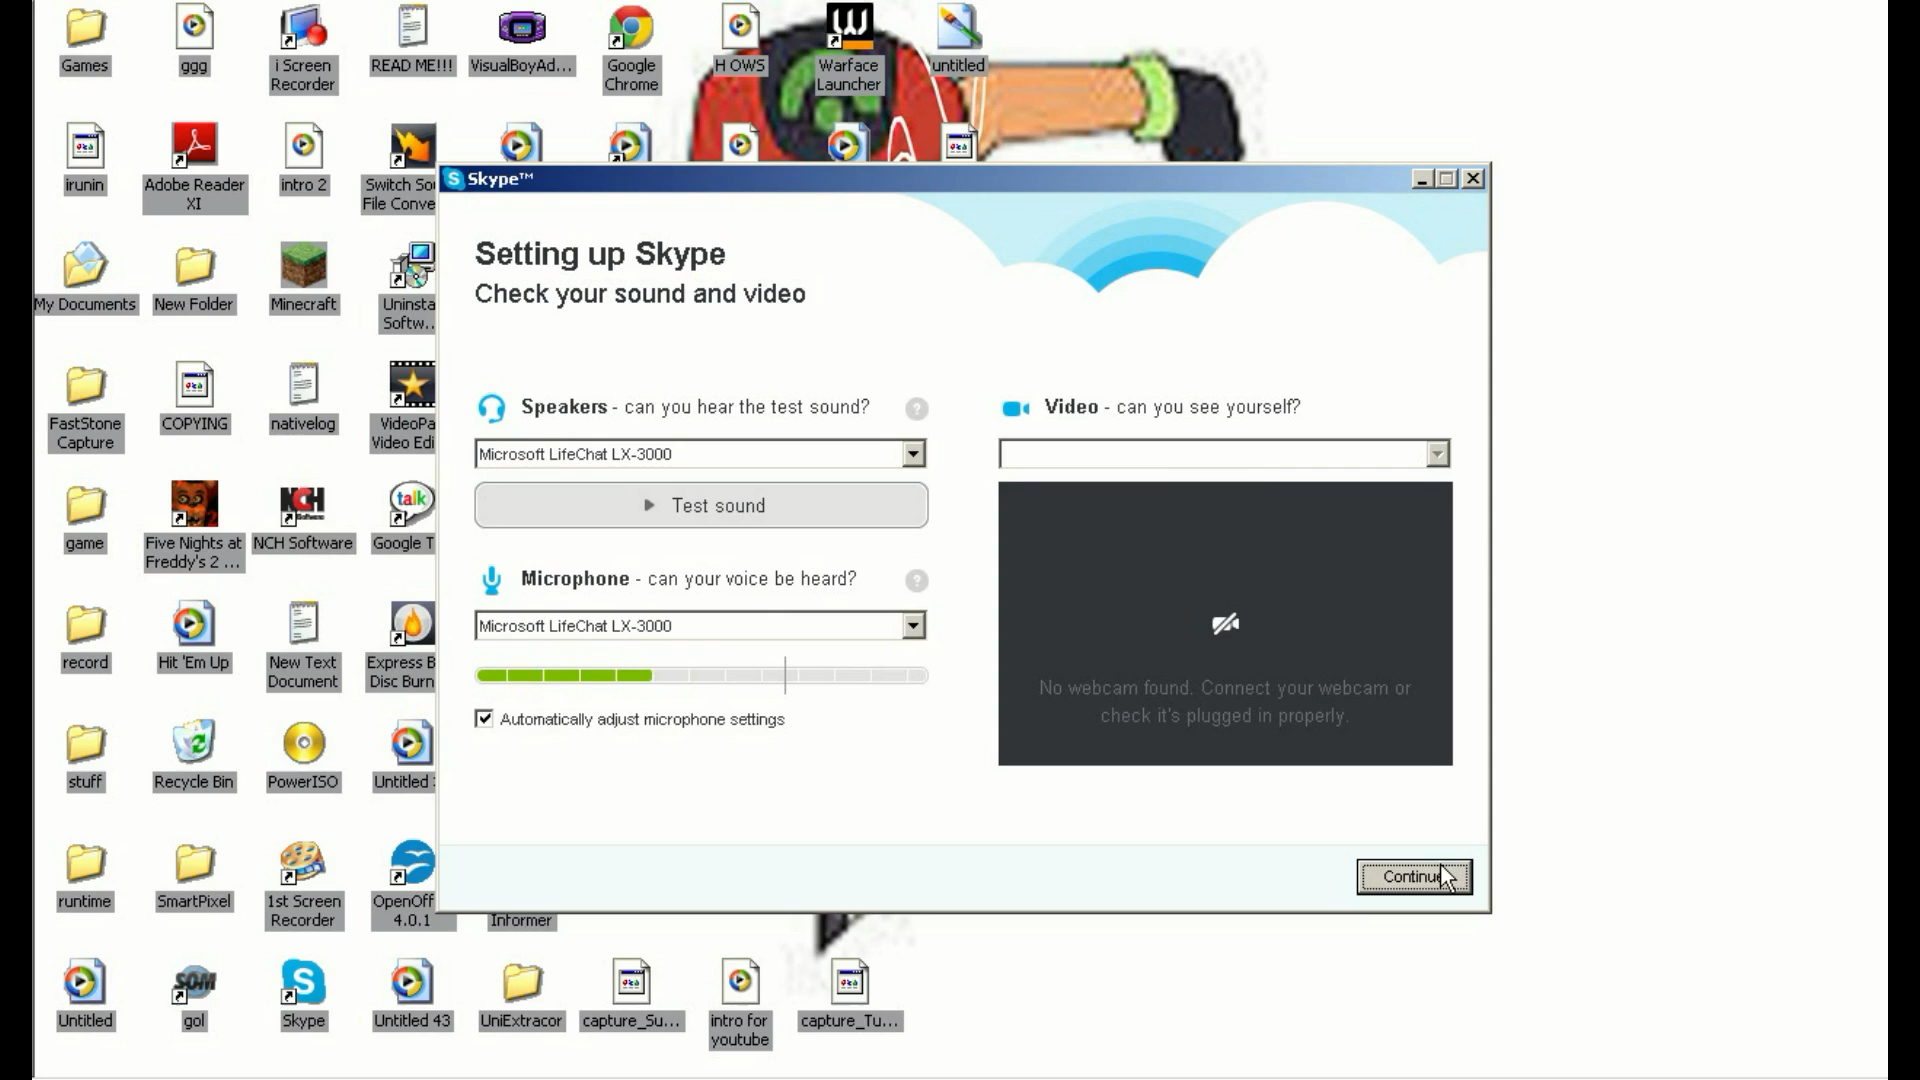 Games
ggg
i Screen
Recorder
READ ME!!!
VisualBoyAd...
Google
Chrome
H OWS
Warface
Launcher
untitled
irunin
Adobe Reader
XI
intro 2
Switch Sou
File Conve
Skype™
Setting up Skype
Check your sound and video
My Documents
New Folder
Minecraft
Uninsta
Softw..
FastStone
Capture
COPYING
nativelog
VideoPa
Video Edi
Speakers - can you hear the test sound?
Microsoft LifeChat LX-3000
Test sound
Video - can you see yourself?
game
Five Nights at
Freddy's 2 ...
NCH
NCH Software
talk
Google T
Microphone - can your voice be heard?
Microsoft LifeChat LX-3000
Automatically adjust microphone settings
No webcam found. Connect your webcam or
check it's plugged in properly.
record
Hit 'Em Up
New Text
Document
Express B
Disc Burn
stuff
Recycle Bin
PowerISO
Untitled
Continue
runtime
SmartPixel
1st Screen
Recorder
OpenOff
4.0.1
Informer
Untitled
SOM
gol
Skype
Untitled 43
UniExtracor
capture_Su...
intro for
youtube
capture_Tu...